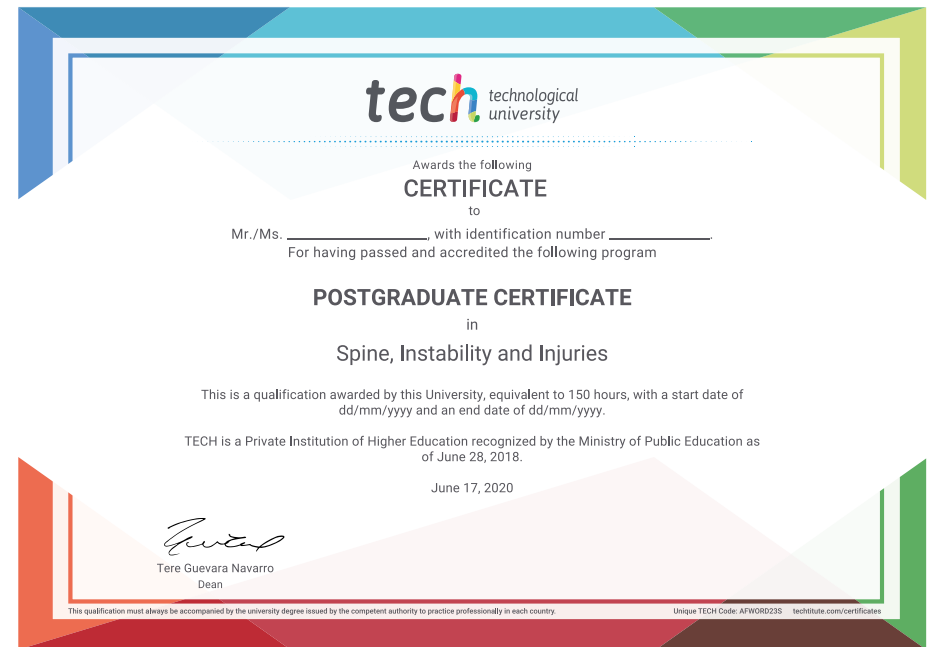 tech technological
university
Awards the following
CERTIFICATE
to
Mr./Ms. ____________________, with identification number ______________.
For having passed and accredited the following program
POSTGRADUATE CERTIFICATE
in
Spine, Instability and Injuries
This is a qualification awarded by this University, equivalent to 150 hours, with a start date of
dd/mm/yyyy and an end date of dd/mm/yyyy.
TECH is a Private Institution of Higher Education recognized by the Ministry of Public Education as
of June 28, 2018.
June 17, 2020
Tere Guevara Navarro
Dean
This qualification must always be accompanied by the university degree issued by the competent authority to practice professionally in each country. Unique TECH Code: AFWORD23S techtitute.com/certificates